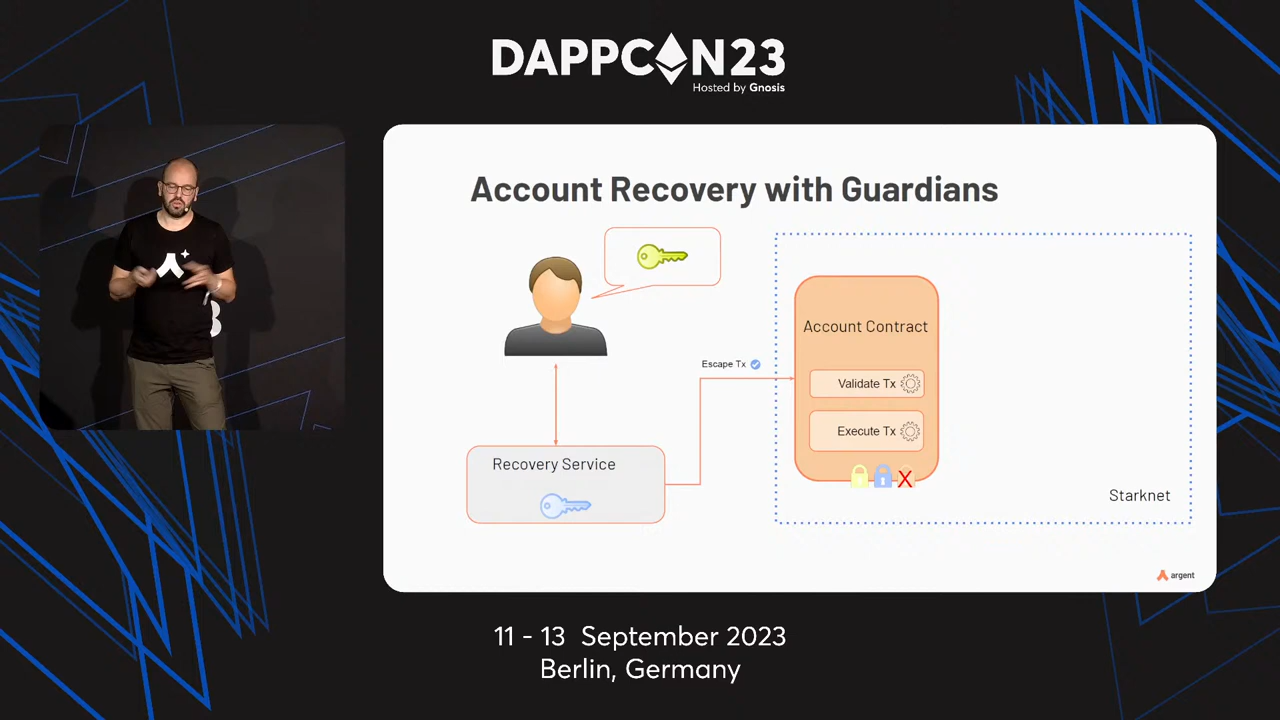 DAPPCON23
Hosted by Gnosis
Account Recovery with Guardians
Account Contract
Escape Tx
Validate Tx
Execute Tx
Recovery Service
Starknet
argent
11 - 13 September 2023
Berlin, Germany